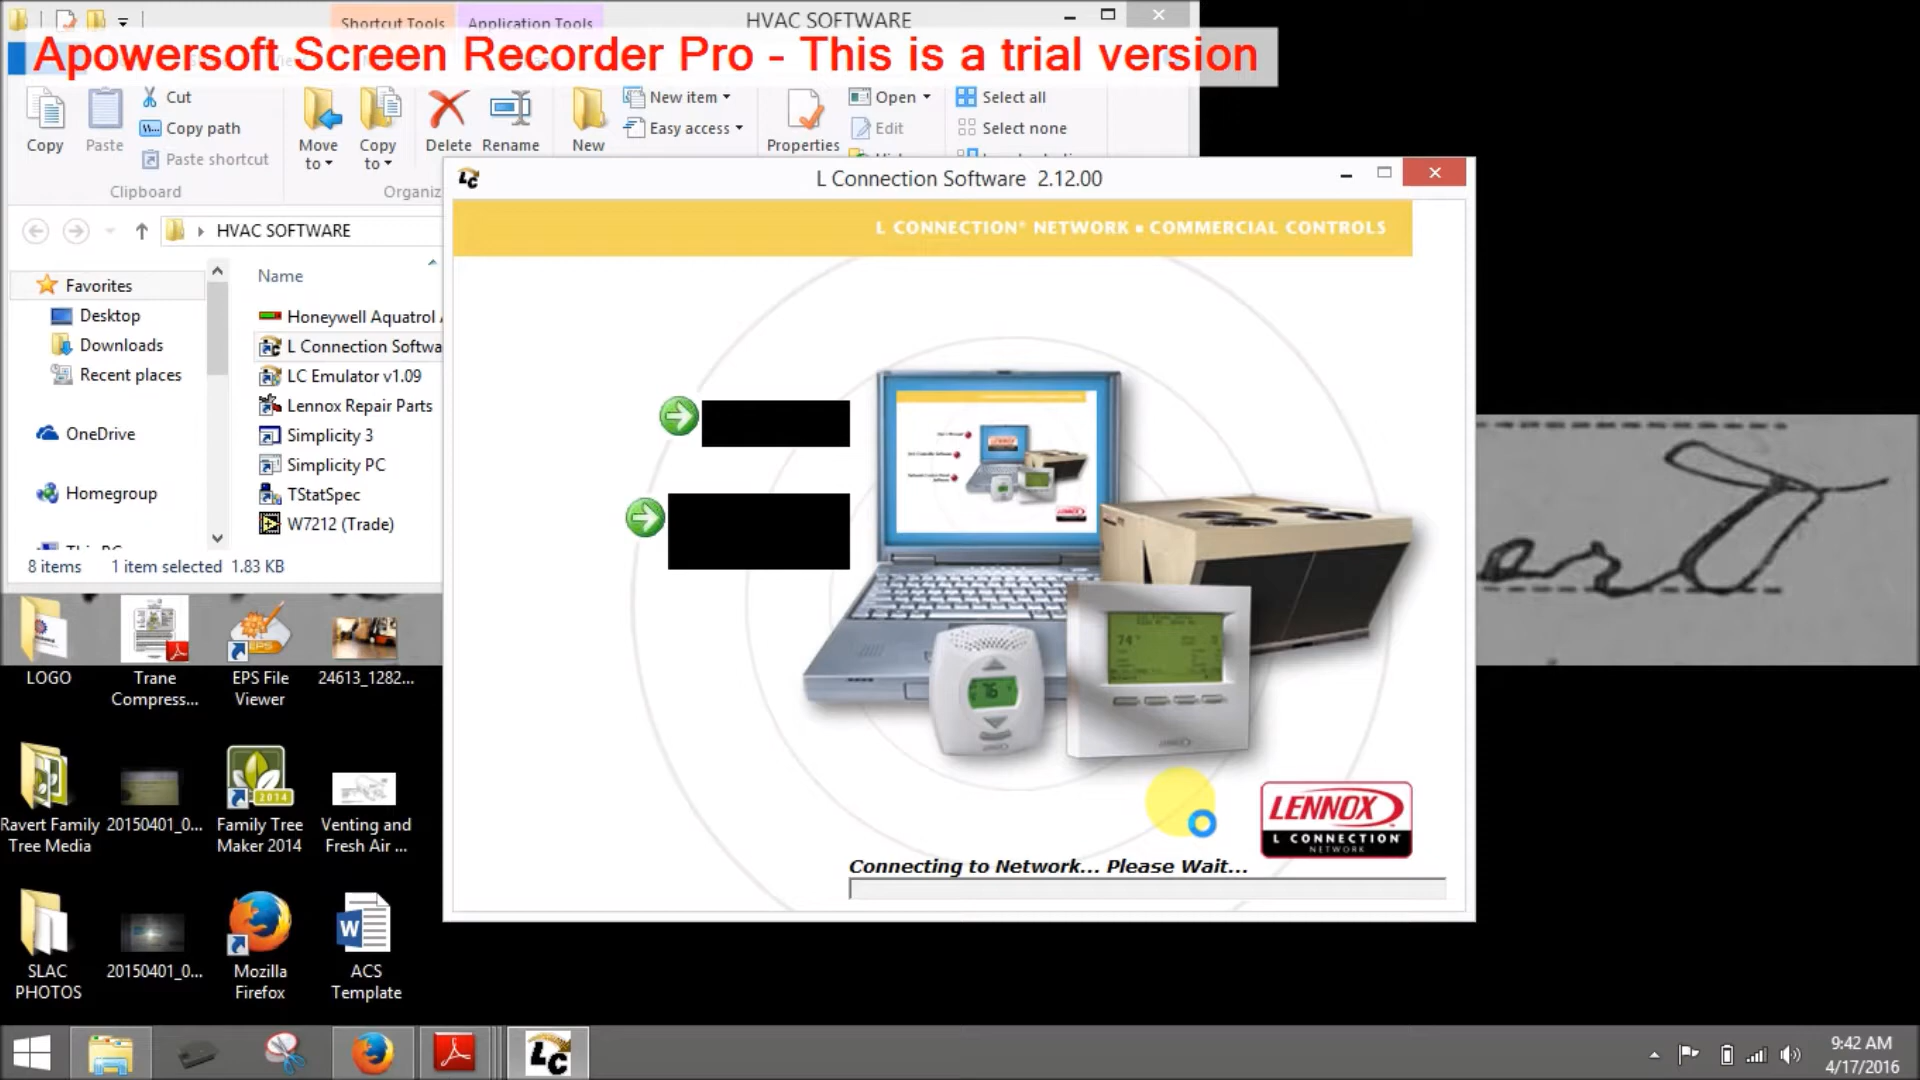 Shortcut Tools
Application Tools
HVAC SOFTWARE
Apowersoft Screen Recorder Pro - This is a trial version
Copy
Paste
Cut
Copy path
Paste shortcut
Clipboard
Move to
Copy to
Delete
Rename
New
New item
Easy access
Properties
Open
Edit
Select all
Select none
HVAC SOFTWARE
Name
Favorites
Desktop
Downloads
Recent places
OneDrive
Homegroup
Honeywell Aquatrol
L Connection Softwa
LC Emulator v1.09
Lennox Repair Parts
Simplicity 3
Simplicity PC
TStatSpec
W7212 (Trade)
8 items 1 item selected 1.83 KB
LC
L Connection Software 2.12.00
L CONNECTION® NETWORK ▪ COMMERCIAL CONTROLS
LENNOX
74°
76
LENNOX
L CONNECTION
NETWORK
Connecting to Network... Please Wait...
LOGO
Trane Compress...
EPS File Viewer
24613_1282...
Ravert Family Tree Media
20150401_0...
2014
Family Tree Maker 2014
Venting and Fresh Air ...
SLAC PHOTOS
20150401_0...
Mozilla Firefox
ACS Template
LC
9:42 AM
4/17/2016